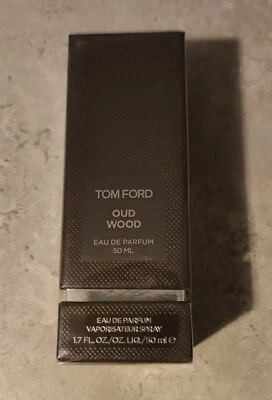 TOM FORD
OUD
WOOD
EAU DE PARFUM
50 ML
EAU DE PARFUM
VAPORISATEUR SPRAY
1.7 FL. OZ./OZ. LIQ./50 ml ℮